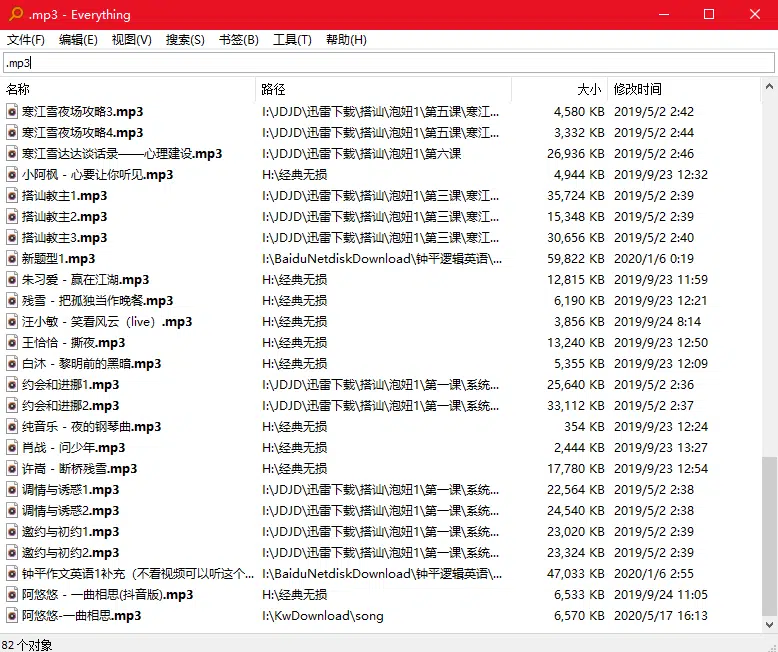 .mp3 - Everything
文件(F) 编辑(E) 视图(V) 搜索(S) 书签(B) 工具(T) 帮助(H)
.mp3
名称 路径 大小 修改时间
寒江雪夜场攻略3.mp3 I:\JDJD\迅雷下载\搭讪\泡妞1\第五课\寒江... 4,580 KB 2019/5/2 2:42
寒江雪夜场攻略4.mp3 I:\JDJD\迅雷下载\搭讪\泡妞1\第五课\寒江... 3,332 KB 2019/5/2 2:44
寒江雪达达谈话录——心理建设.mp3 I:\JDJD\迅雷下载\搭讪\泡妞1\第六课 26,936 KB 2019/5/2 2:46
小阿枫 - 心要让你听见.mp3 H:\经典无损 4,944 KB 2019/9/23 12:32
搭讪教主1.mp3 I:\JDJD\迅雷下载\搭讪\泡妞1\第三课\寒江... 35,724 KB 2019/5/2 2:39
搭讪教主2.mp3 I:\JDJD\迅雷下载\搭讪\泡妞1\第三课\寒江... 15,348 KB 2019/5/2 2:39
搭讪教主3.mp3 I:\JDJD\迅雷下载\搭讪\泡妞1\第三课\寒江... 30,656 KB 2019/5/2 2:40
新题型1.mp3 I:\BaiduNetdiskDownload\钟平逻辑英语\... 59,822 KB 2020/1/6 0:19
朱习爱 - 赢在江湖.mp3 H:\经典无损 12,815 KB 2019/9/23 11:59
残雪 - 把孤独当作晚餐.mp3 H:\经典无损 6,190 KB 2019/9/23 12:21
汪小敏 - 笑看风云（live）.mp3 H:\经典无损 3,856 KB 2019/9/24 8:14
王恰恰 - 撕夜.mp3 H:\经典无损 13,240 KB 2019/9/23 12:50
白沐 - 黎明前的黑暗.mp3 H:\经典无损 5,355 KB 2019/9/23 12:09
约会和进挪1.mp3 I:\JDJD\迅雷下载\搭讪\泡妞1\第一课\系统... 25,640 KB 2019/5/2 2:36
约会和进挪2.mp3 I:\JDJD\迅雷下载\搭讪\泡妞1\第一课\系统... 33,112 KB 2019/5/2 2:37
纯音乐 - 夜的钢琴曲.mp3 H:\经典无损 354 KB 2019/9/23 12:24
肖战 - 问少年.mp3 H:\经典无损 2,444 KB 2019/9/23 13:27
许嵩 - 断桥残雪.mp3 H:\经典无损 17,780 KB 2019/9/23 12:54
调情与诱惑1.mp3 I:\JDJD\迅雷下载\搭讪\泡妞1\第一课\系统... 22,564 KB 2019/5/2 2:38
调情与诱惑2.mp3 I:\JDJD\迅雷下载\搭讪\泡妞1\第一课\系统... 24,540 KB 2019/5/2 2:38
邀约与初约1.mp3 I:\JDJD\迅雷下载\搭讪\泡妞1\第一课\系统... 23,020 KB 2019/5/2 2:39
邀约与初约2.mp3 I:\JDJD\迅雷下载\搭讪\泡妞1\第一课\系统... 23,324 KB 2019/5/2 2:39
钟平作文英语1补充（不看视频可以听这个... I:\BaiduNetdiskDownload\钟平逻辑英语\... 47,033 KB 2020/1/6 2:55
阿悠悠 - 一曲相思(抖音版).mp3 H:\经典无损 6,533 KB 2019/9/24 11:05
阿悠悠-一曲相思.mp3 I:\KwDownload\song 6,570 KB 2020/5/17 16:13
82 个对象